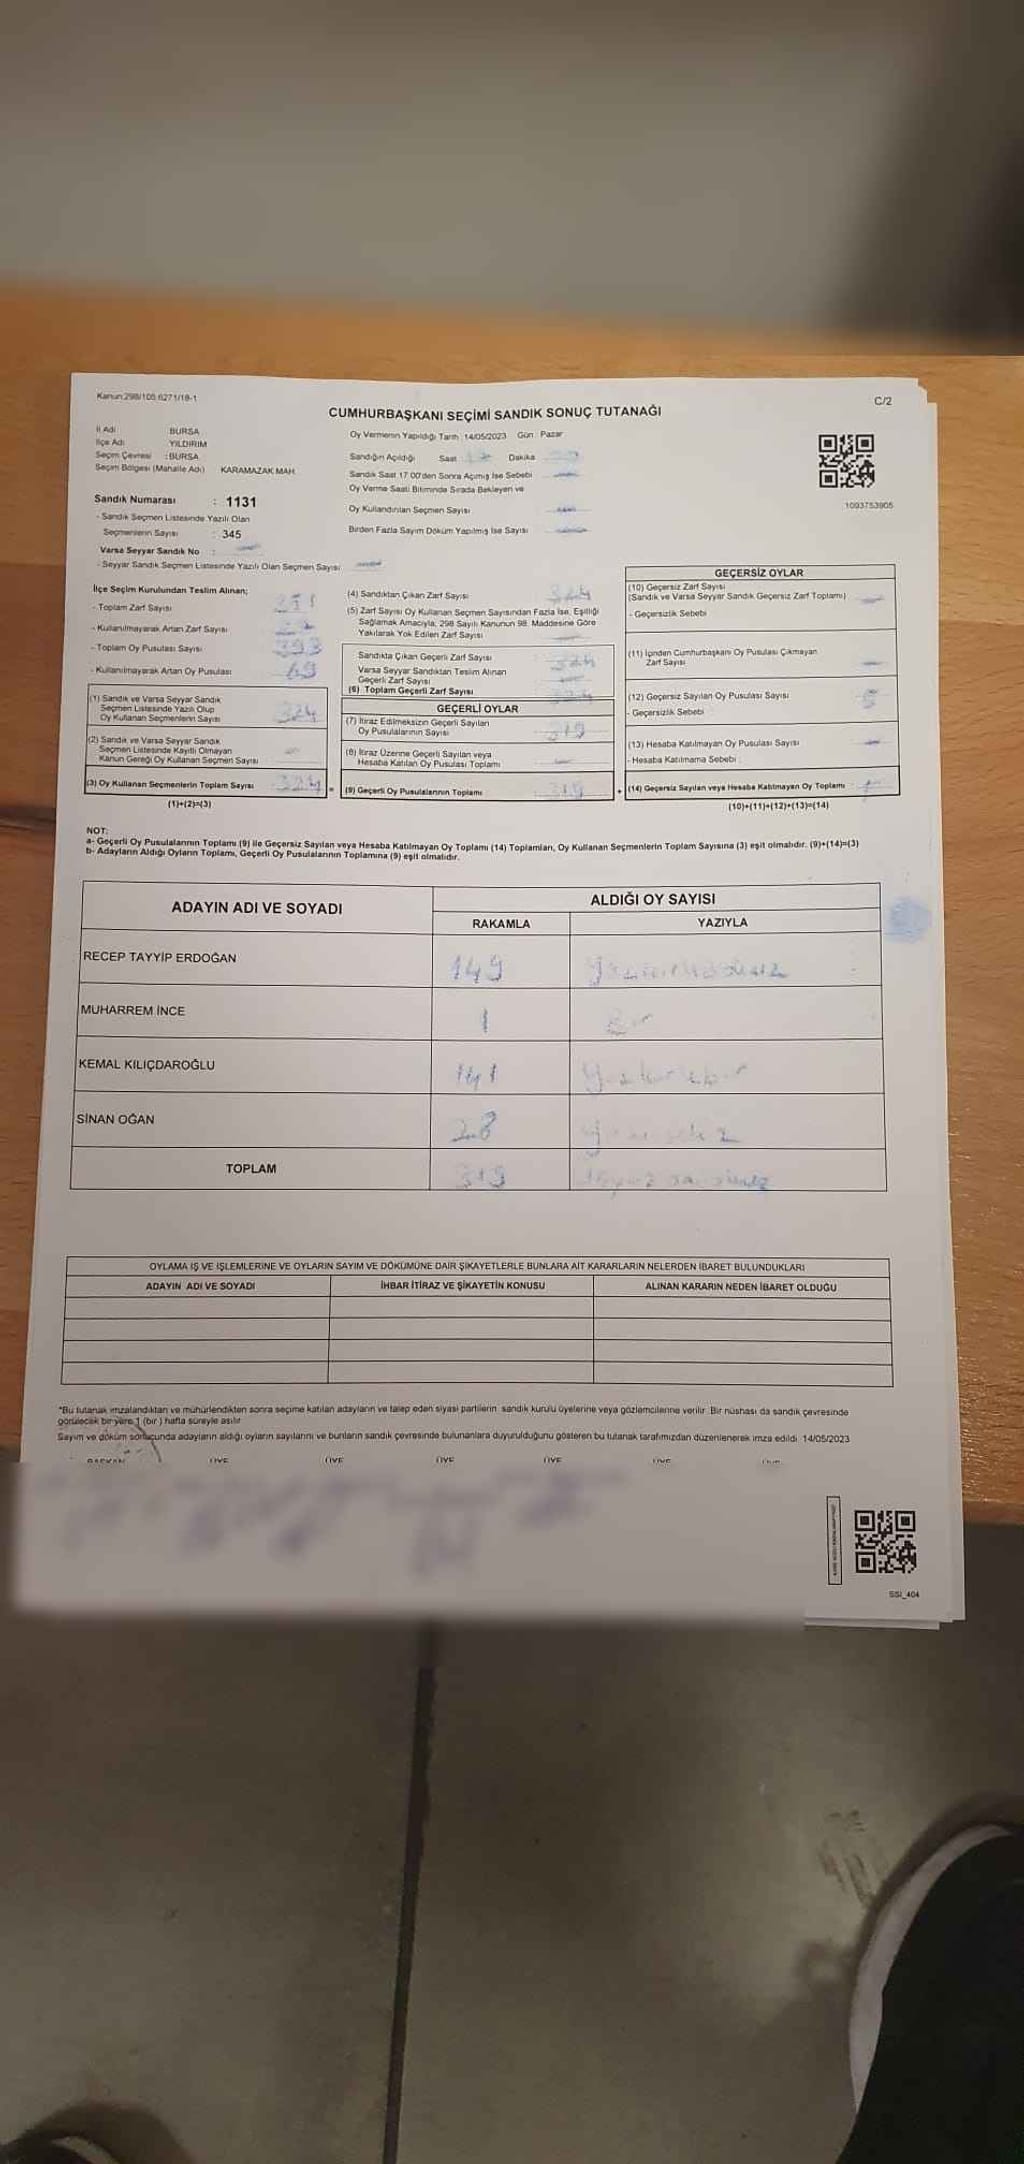 Kanun:298/105 6271/18-1
C/2
CUMHURBAŞKANI SEÇİMİ SANDIK SONUÇ TUTANAĞI
İl Adı BURSA
İlçe Adı YILDIRIM
Seçim Çevresi : BURSA
Seçim Bölgesi (Mahalle Adı) KARAMAZAK MAH.
Sandık Numarası : 1131
- Sandık Seçmen Listesinde Yazılı Olan
Seçmenlerin Sayısı : 345
Varsa Seyyar Sandık No :
- Seyyar Sandık Seçmen Listesinde Yazılı Olan Seçmen Sayısı
Oy Vermenin Yapıldığı Tarih 14/05/2023 Gün Pazar
Sandığın Açıldığı Saat Dakika
Sandık Saat 17:00'den Sonra Açılmış İse Sebebi
Oy Verme Saati Bitiminde Sırada Bekleyen ve
Oy Kullandırılan Seçmen Sayısı
Birden Fazla Sayım Döküm Yapılmış İse Sayısı
1093753905
İlçe Seçim Kurulundan Teslim Alınan;
- Toplam Zarf Sayısı
- Kullanılmayarak Artan Zarf Sayısı
- Toplam Oy Pusulası Sayısı 393
- Kullanılmayarak Artan Oy Pusulası 69
(1) Sandık ve Varsa Seyyar Sandık
Seçmen Listesinde Yazılı Olup
Oy Kullanan Seçmenlerin Sayısı 324
(2) Sandık ve Varsa Seyyar Sandık
Seçmen Listesinde Kayıtlı Olmayan
Kanun Gereği Oy Kullanan Seçmen Sayısı
(3) Oy Kullanan Seçmenlerin Toplam Sayısı 324 =
(1)+(2)=(3)
(4) Sandıktan Çıkan Zarf Sayısı 324
(5) Zarf Sayısı Oy Kullanan Seçmen Sayısından Fazla İse, Eşitliği
Sağlamak Amacıyla, 298 Sayılı Kanunun 98. Maddesine Göre
Yakılarak Yok Edilen Zarf Sayısı
Sandıkta Çıkan Geçerli Zarf Sayısı 324
Varsa Seyyar Sandıktan Teslim Alınan
Geçerli Zarf Sayısı
(6) Toplam Geçerli Zarf Sayısı 324
GEÇERLİ OYLAR
(7) İtiraz Edilmeksizin Geçerli Sayılan
Oy Pusulalarının Sayısı 319
(8) İtiraz Üzerine Geçerli Sayılan veya
Hesaba Katılan Oy Pusulası Toplamı
(9) Geçerli Oy Pusulalarının Toplamı 319 +
GEÇERSİZ OYLAR
(10) Geçersiz Zarf Sayısı
(Sandık ve Varsa Seyyar Sandık Geçersiz Zarf Toplamı)
- Geçersizlik Sebebi
(11) İçinden Cumhurbaşkanı Oy Pusulası Çıkmayan
Zarf Sayısı
(12) Geçersiz Sayılan Oy Pusulası Sayısı 5
- Geçersizlik Sebebi
(13) Hesaba Katılmayan Oy Pusulası Sayısı
- Hesaba Katılmama Sebebi
(14) Geçersiz Sayılan veya Hesaba Katılmayan Oy Toplamı
(10)+(11)+(12)+(13)=(14)
NOT:
a- Geçerli Oy Pusulalarının Toplamı (9) ile Geçersiz Sayılan veya Hesaba Katılmayan Oy Toplamı (14) Toplamları, Oy Kullanan Seçmenlerin Toplam Sayısına (3) eşit olmalıdır. (9)+(14)=(3)
b- Adayların Aldığı Oyların Toplamı, Geçerli Oy Pusulalarının Toplamına (9) eşit olmalıdır.
ADAYIN ADI VE SOYADI
ALDIĞI OY SAYISI
RAKAMLA YAZIYLA
RECEP TAYYİP ERDOĞAN 149
MUHARREM İNCE 1 Bir
KEMAL KILIÇDAROĞLU 141 Yüzkırkbir
SİNAN OĞAN 28
TOPLAM 319
OYLAMA İŞ VE İŞLEMLERİNE VE OYLARIN SAYIM VE DÖKÜMÜNE DAİR ŞİKAYETLERLE BUNLARA AİT KARARLARIN NELERDEN İBARET BULUNDUKLARI
ADAYIN ADI VE SOYADI İHBAR İTİRAZ VE ŞİKAYETİN KONUSU ALINAN KARARIN NEDEN İBARET OLDUĞU
*Bu tutanak imzalandıktan ve mühürlendikten sonra seçime katılan adayların ve talep eden siyasi partilerin sandık kurulu üyelerine veya gözlemcilerine verilir. Bir nüshası da sandık çevresinde
görülecek bir yere 1 (bir ) hafta süreyle asılır
Sayım ve döküm sonucunda adayların aldığı oyların sayılarını ve bunların sandık çevresinde bulunanlara duyurulduğunu gösteren bu tutanak tarafımızdan düzenlenerek imza edildi 14/05/2023
BAŞKAN ÜYE ÜYE ÜYE ÜYE ÜYE ÜYE
SSİ_404